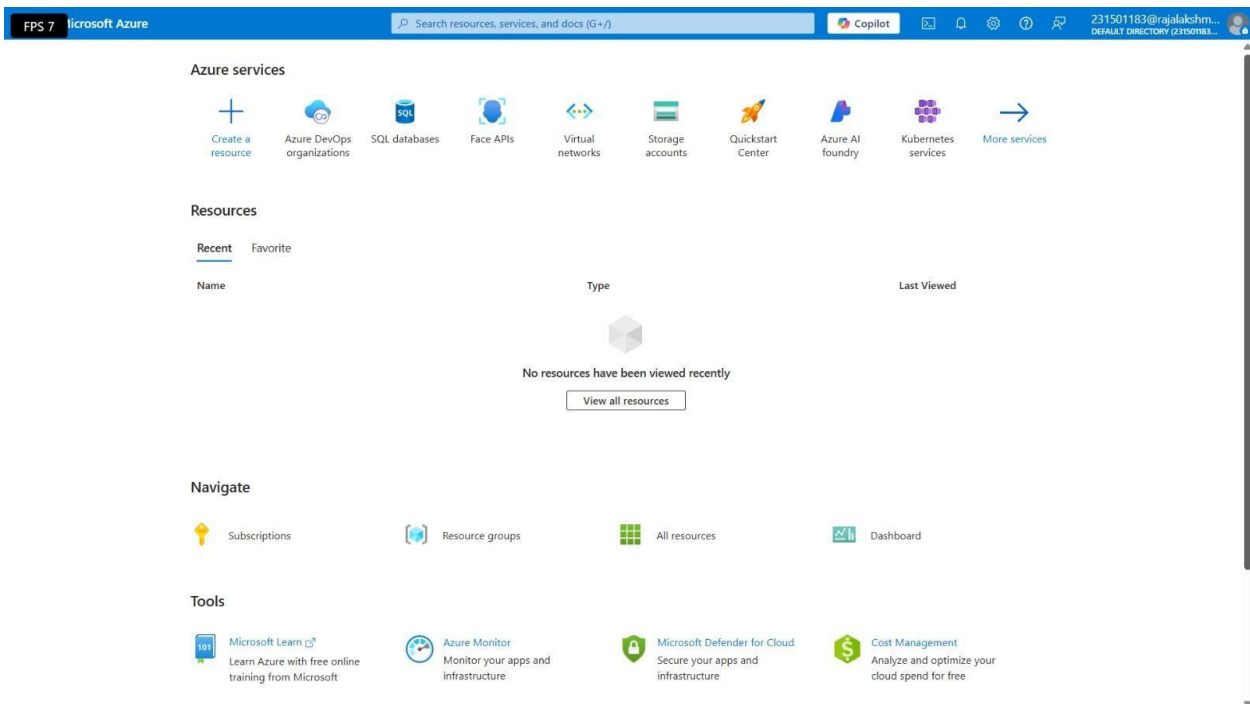 FPS 7
icrosoft Azure
Search resources, services, and docs (G+/)
Copilot
231501183@rajalakshm...
DEFAULT DIRECTORY (231501183...
Azure services
Create a
resource
Azure DevOps
organizations
SQL databases
Face APIs
Virtual
networks
Storage
accounts
Quickstart
Center
Azure AI
foundry
Kubernetes
services
More services
Resources
Recent
Favorite
Name
Type
Last Viewed
No resources have been viewed recently
View all resources
Navigate
Subscriptions
Resource groups
All resources
Dashboard
Tools
101
Microsoft Learn
Learn Azure with free online
training from Microsoft
Azure Monitor
Monitor your apps and
infrastructure
Microsoft Defender for Cloud
Secure your apps and
infrastructure
Cost Management
Analyze and optimize your
cloud spend for free